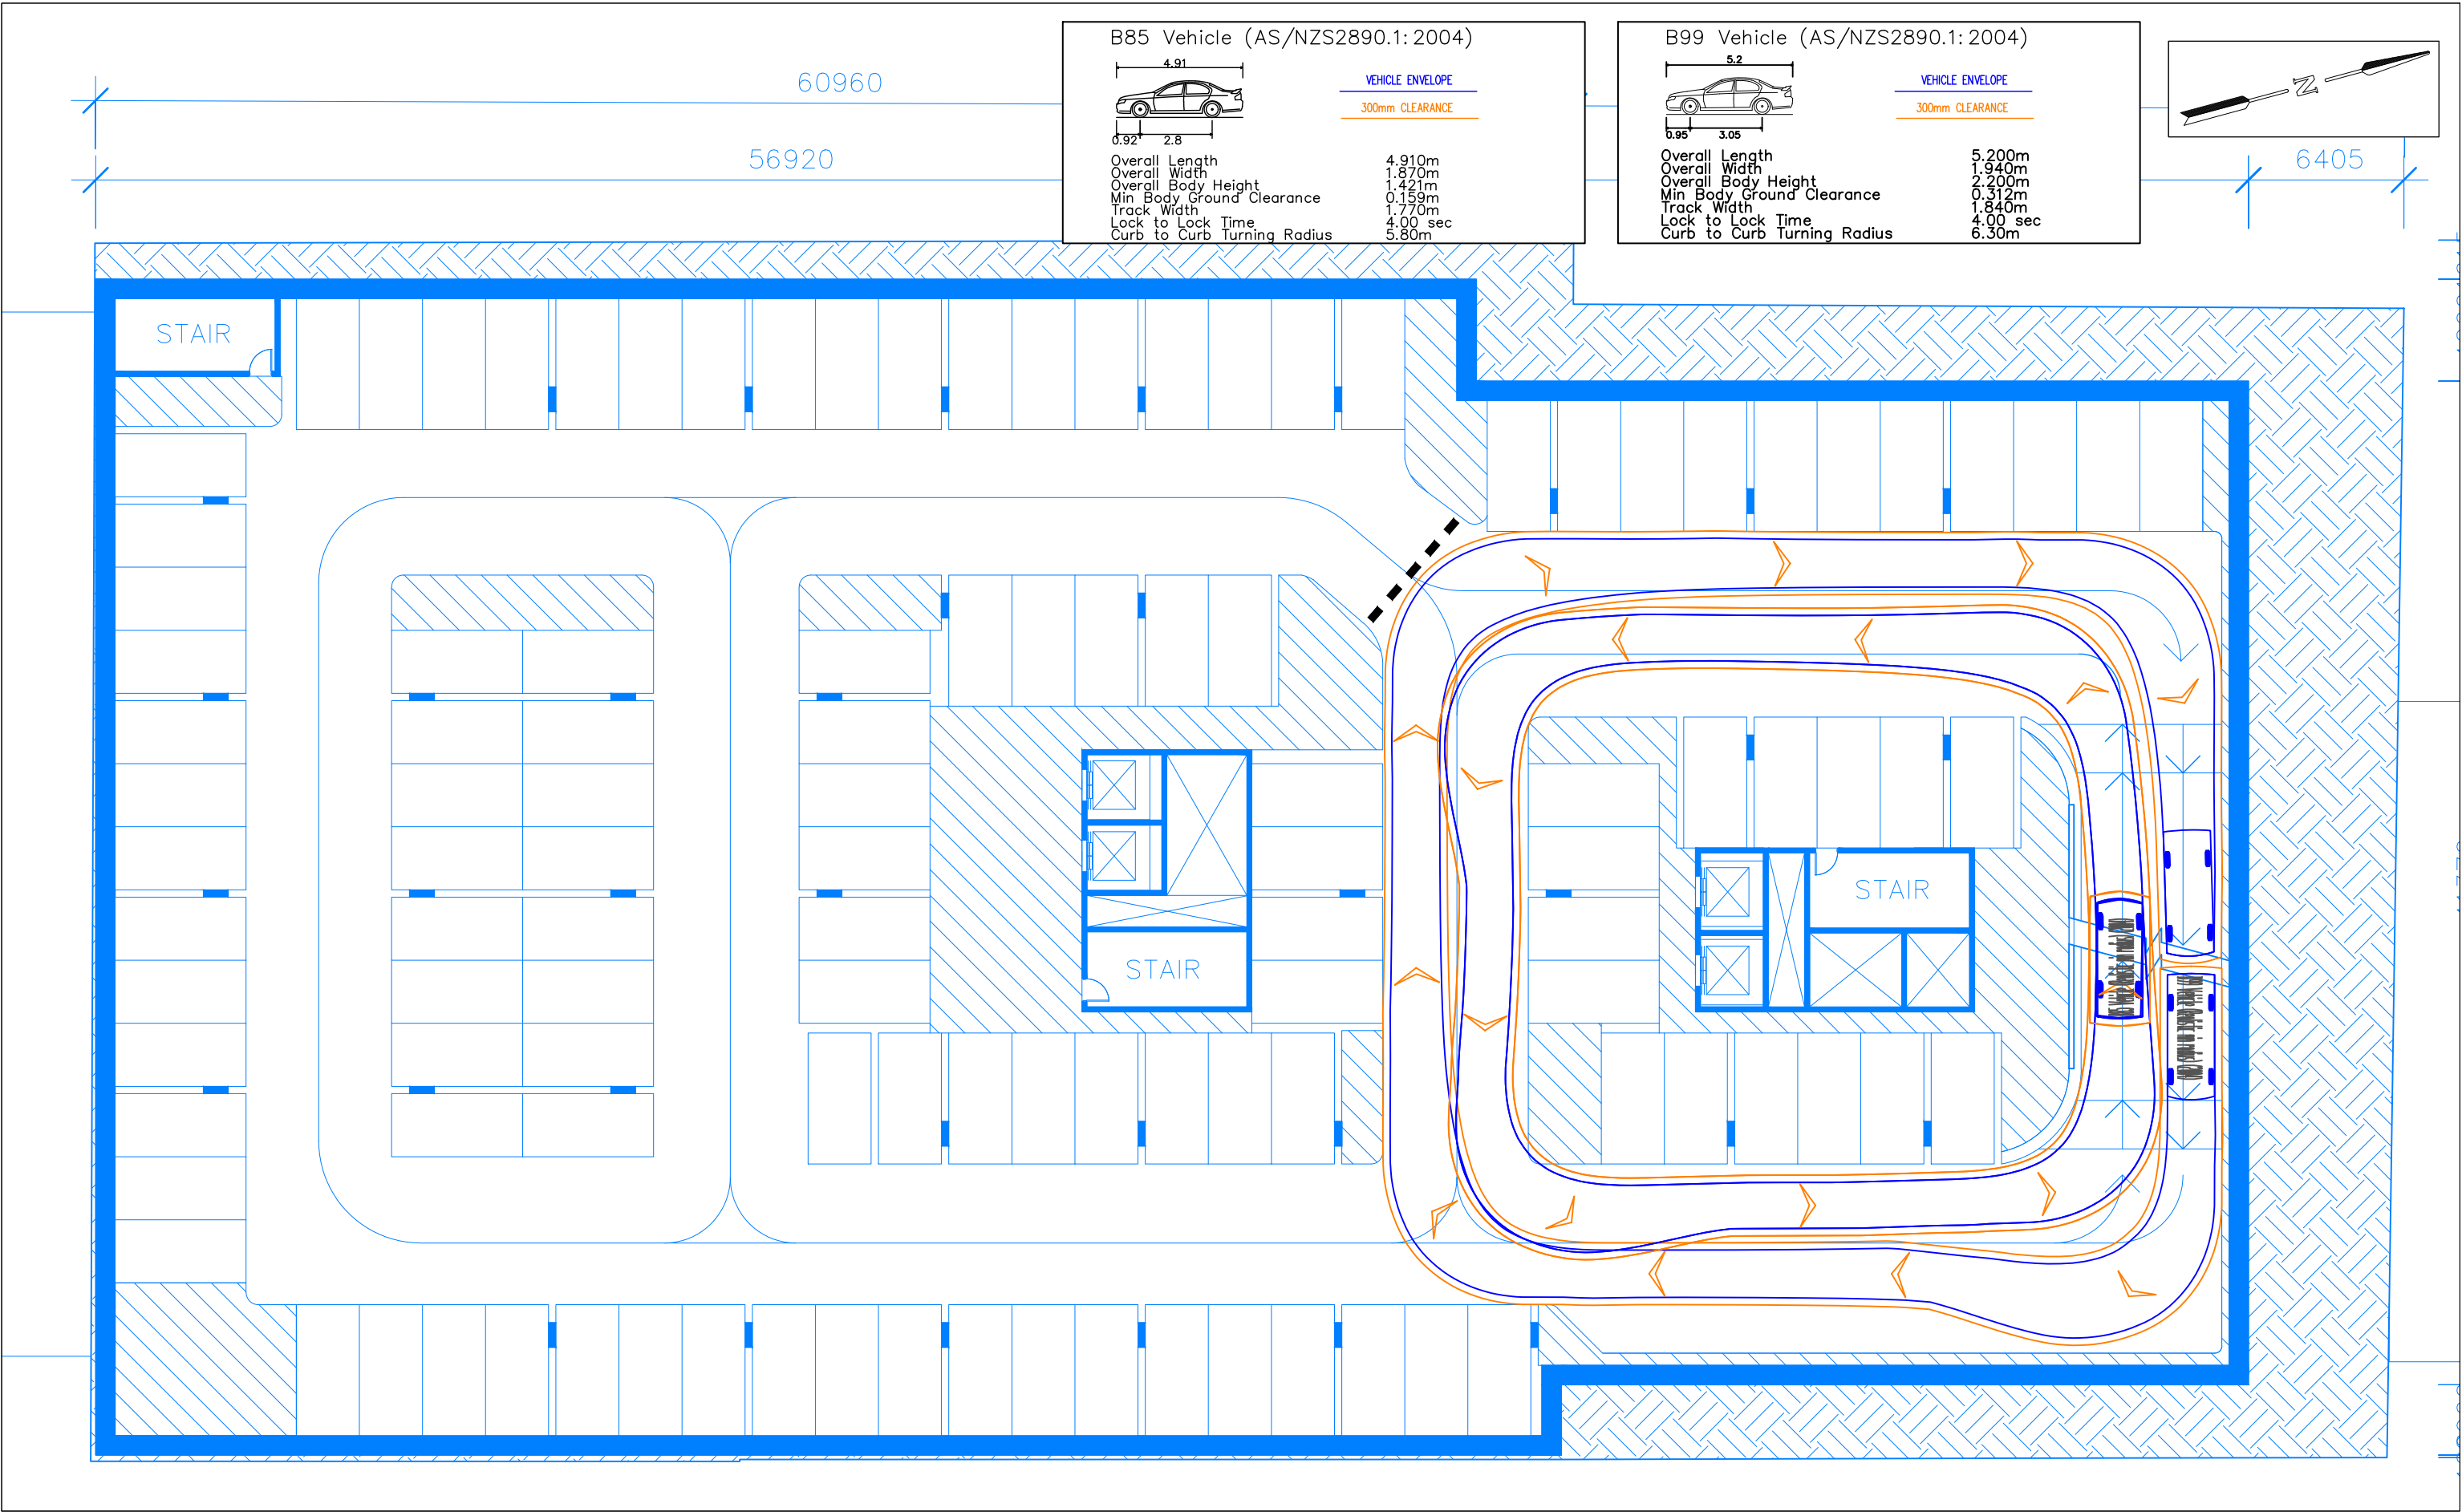 B85 Vehicle (AS/NZS2890.1:2004)
4.91
VEHICLE ENVELOPE
300mm CLEARANCE
0.92 2.8
Overall Length 4.910m
Overall Width 1.870m
Overall Body Height 1.421m
Min Body Ground Clearance 0.159m
Track Width 1.770m
Lock to Lock Time 4.00 sec
Curb to Curb Turning Radius 5.80m
B99 Vehicle (AS/NZS2890.1:2004)
5.2
VEHICLE ENVELOPE
300mm CLEARANCE
0.95 3.05
Overall Length 5.200m
Overall Width 1.940m
Overall Body Height 2.200m
Min Body Ground Clearance 0.312m
Track Width 1.840m
Lock to Lock Time 4.00 sec
Curb to Curb Turning Radius 6.30m
N
60960
56920
6405
STAIR
STAIR
STAIR